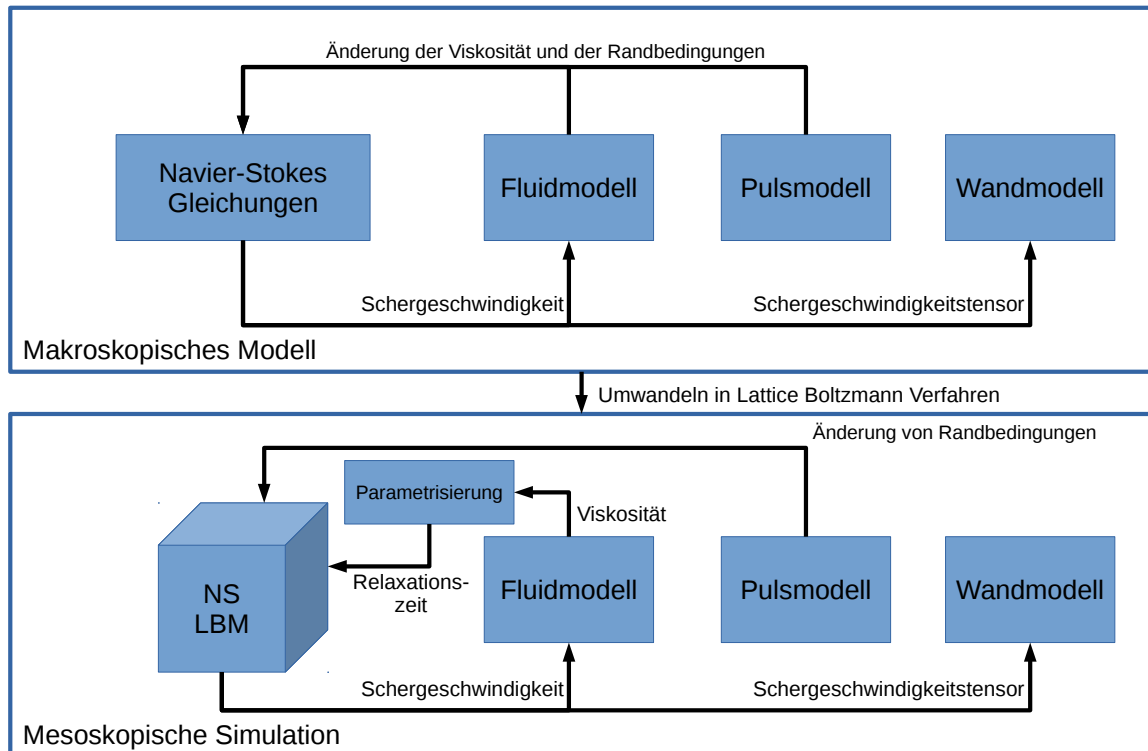 Änderung der Viskosität und der Randbedingungen
Navier-Stokes
Gleichungen
Fluidmodell
Pulsmodell
Wandmodell
Schergeschwindigkeit
Schergeschwindigkeitstensor
Makroskopisches Modell
Umwandeln in Lattice Boltzmann Verfahren
Änderung von Randbedingungen
Parametrisierung
Viskosität
NS
LBM
Relaxations-
zeit
Fluidmodell
Pulsmodell
Wandmodell
Schergeschwindigkeit
Schergeschwindigkeitstensor
Mesoskopische Simulation